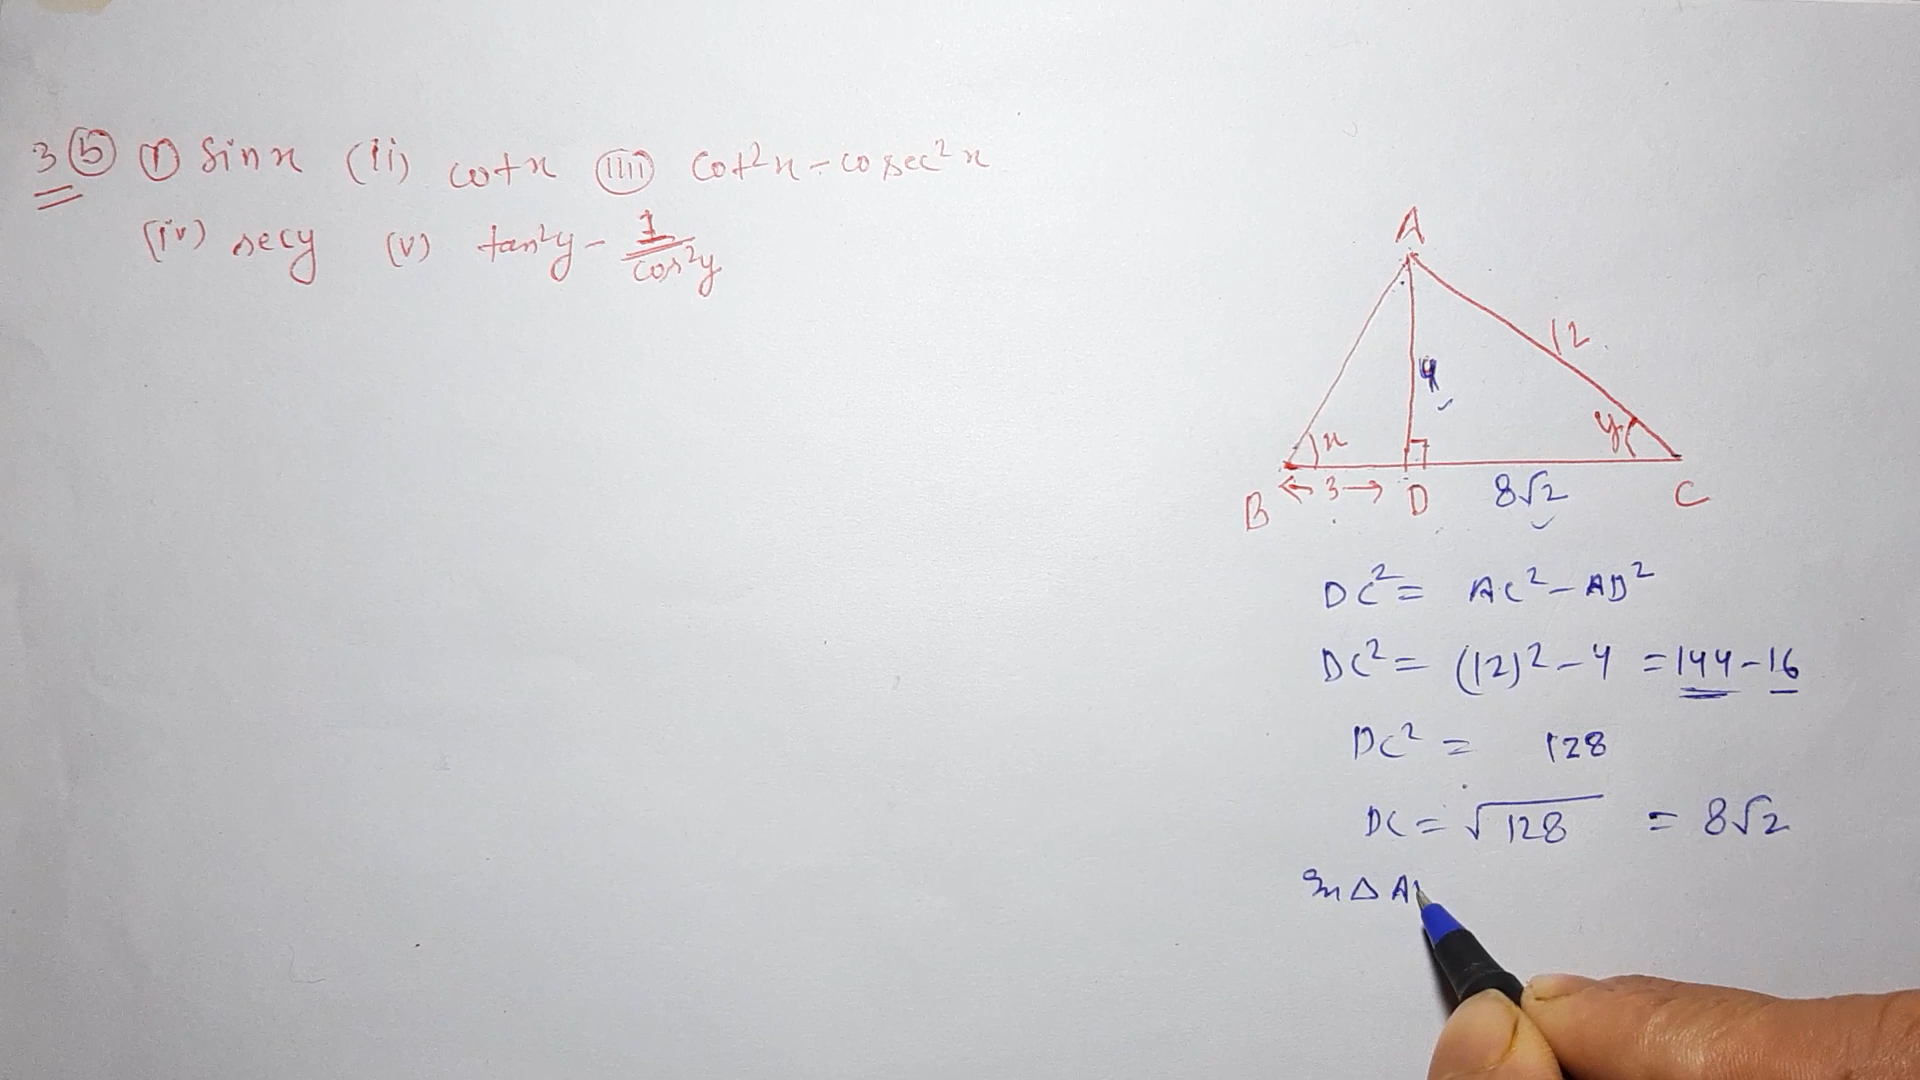 3 (b) (i) Sin x (ii) cot x (iii) Cot²x - cosec²x
(iv) sec y (v) tan²y - 1/cos²y
A
12
4
x
y
B
3
D
8√2
C
DC² = AC² - AD²
DC² = (12)² - 4 = 144 - 16
DC² = 128
DC = √128 = 8√2
In △ A